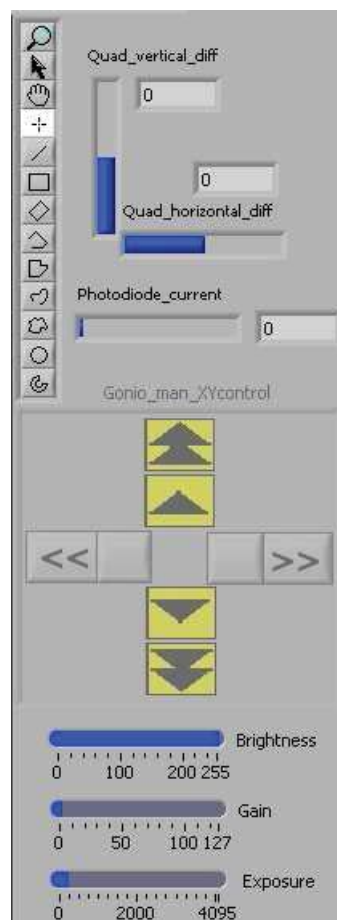 Quad_vertical_diff
0
0
Quad_horizontal_diff
Photodiode_current
0
Gonio_man_XYcontrol
<< >>
Brightness
0 100 200 255
Gain
0 50 100 127
Exposure
0 2000 4095